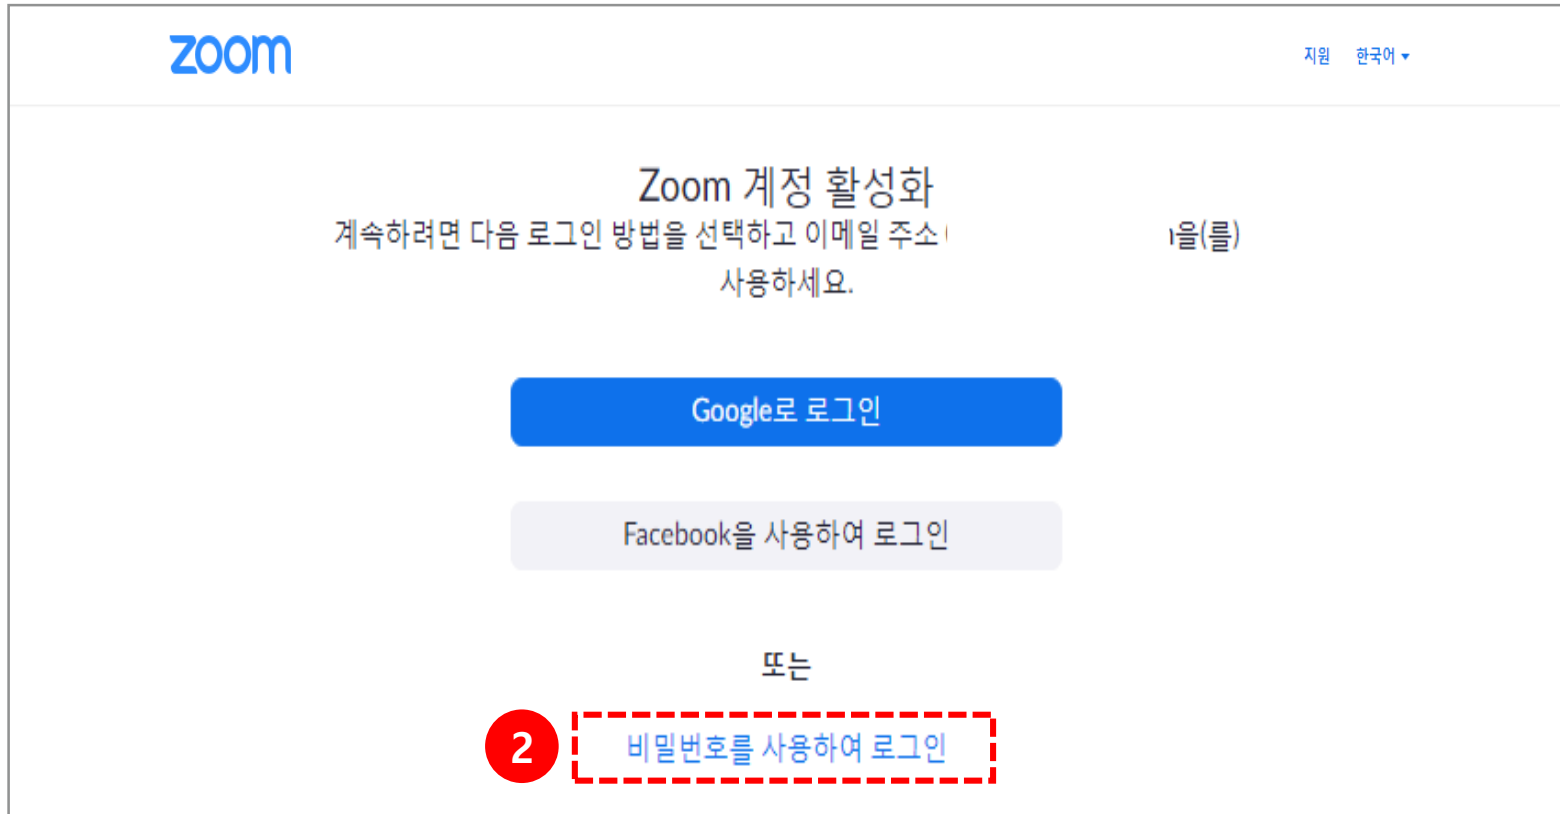 zoom
지원 한국어
Zoom 계정 활성화
계속하려면 다음 로그인 방법을 선택하고 이메일 주소 을(를)
사용하세요.
Google로 로그인
Facebook을 사용하여 로그인
또는
2 비밀번호를 사용하여 로그인